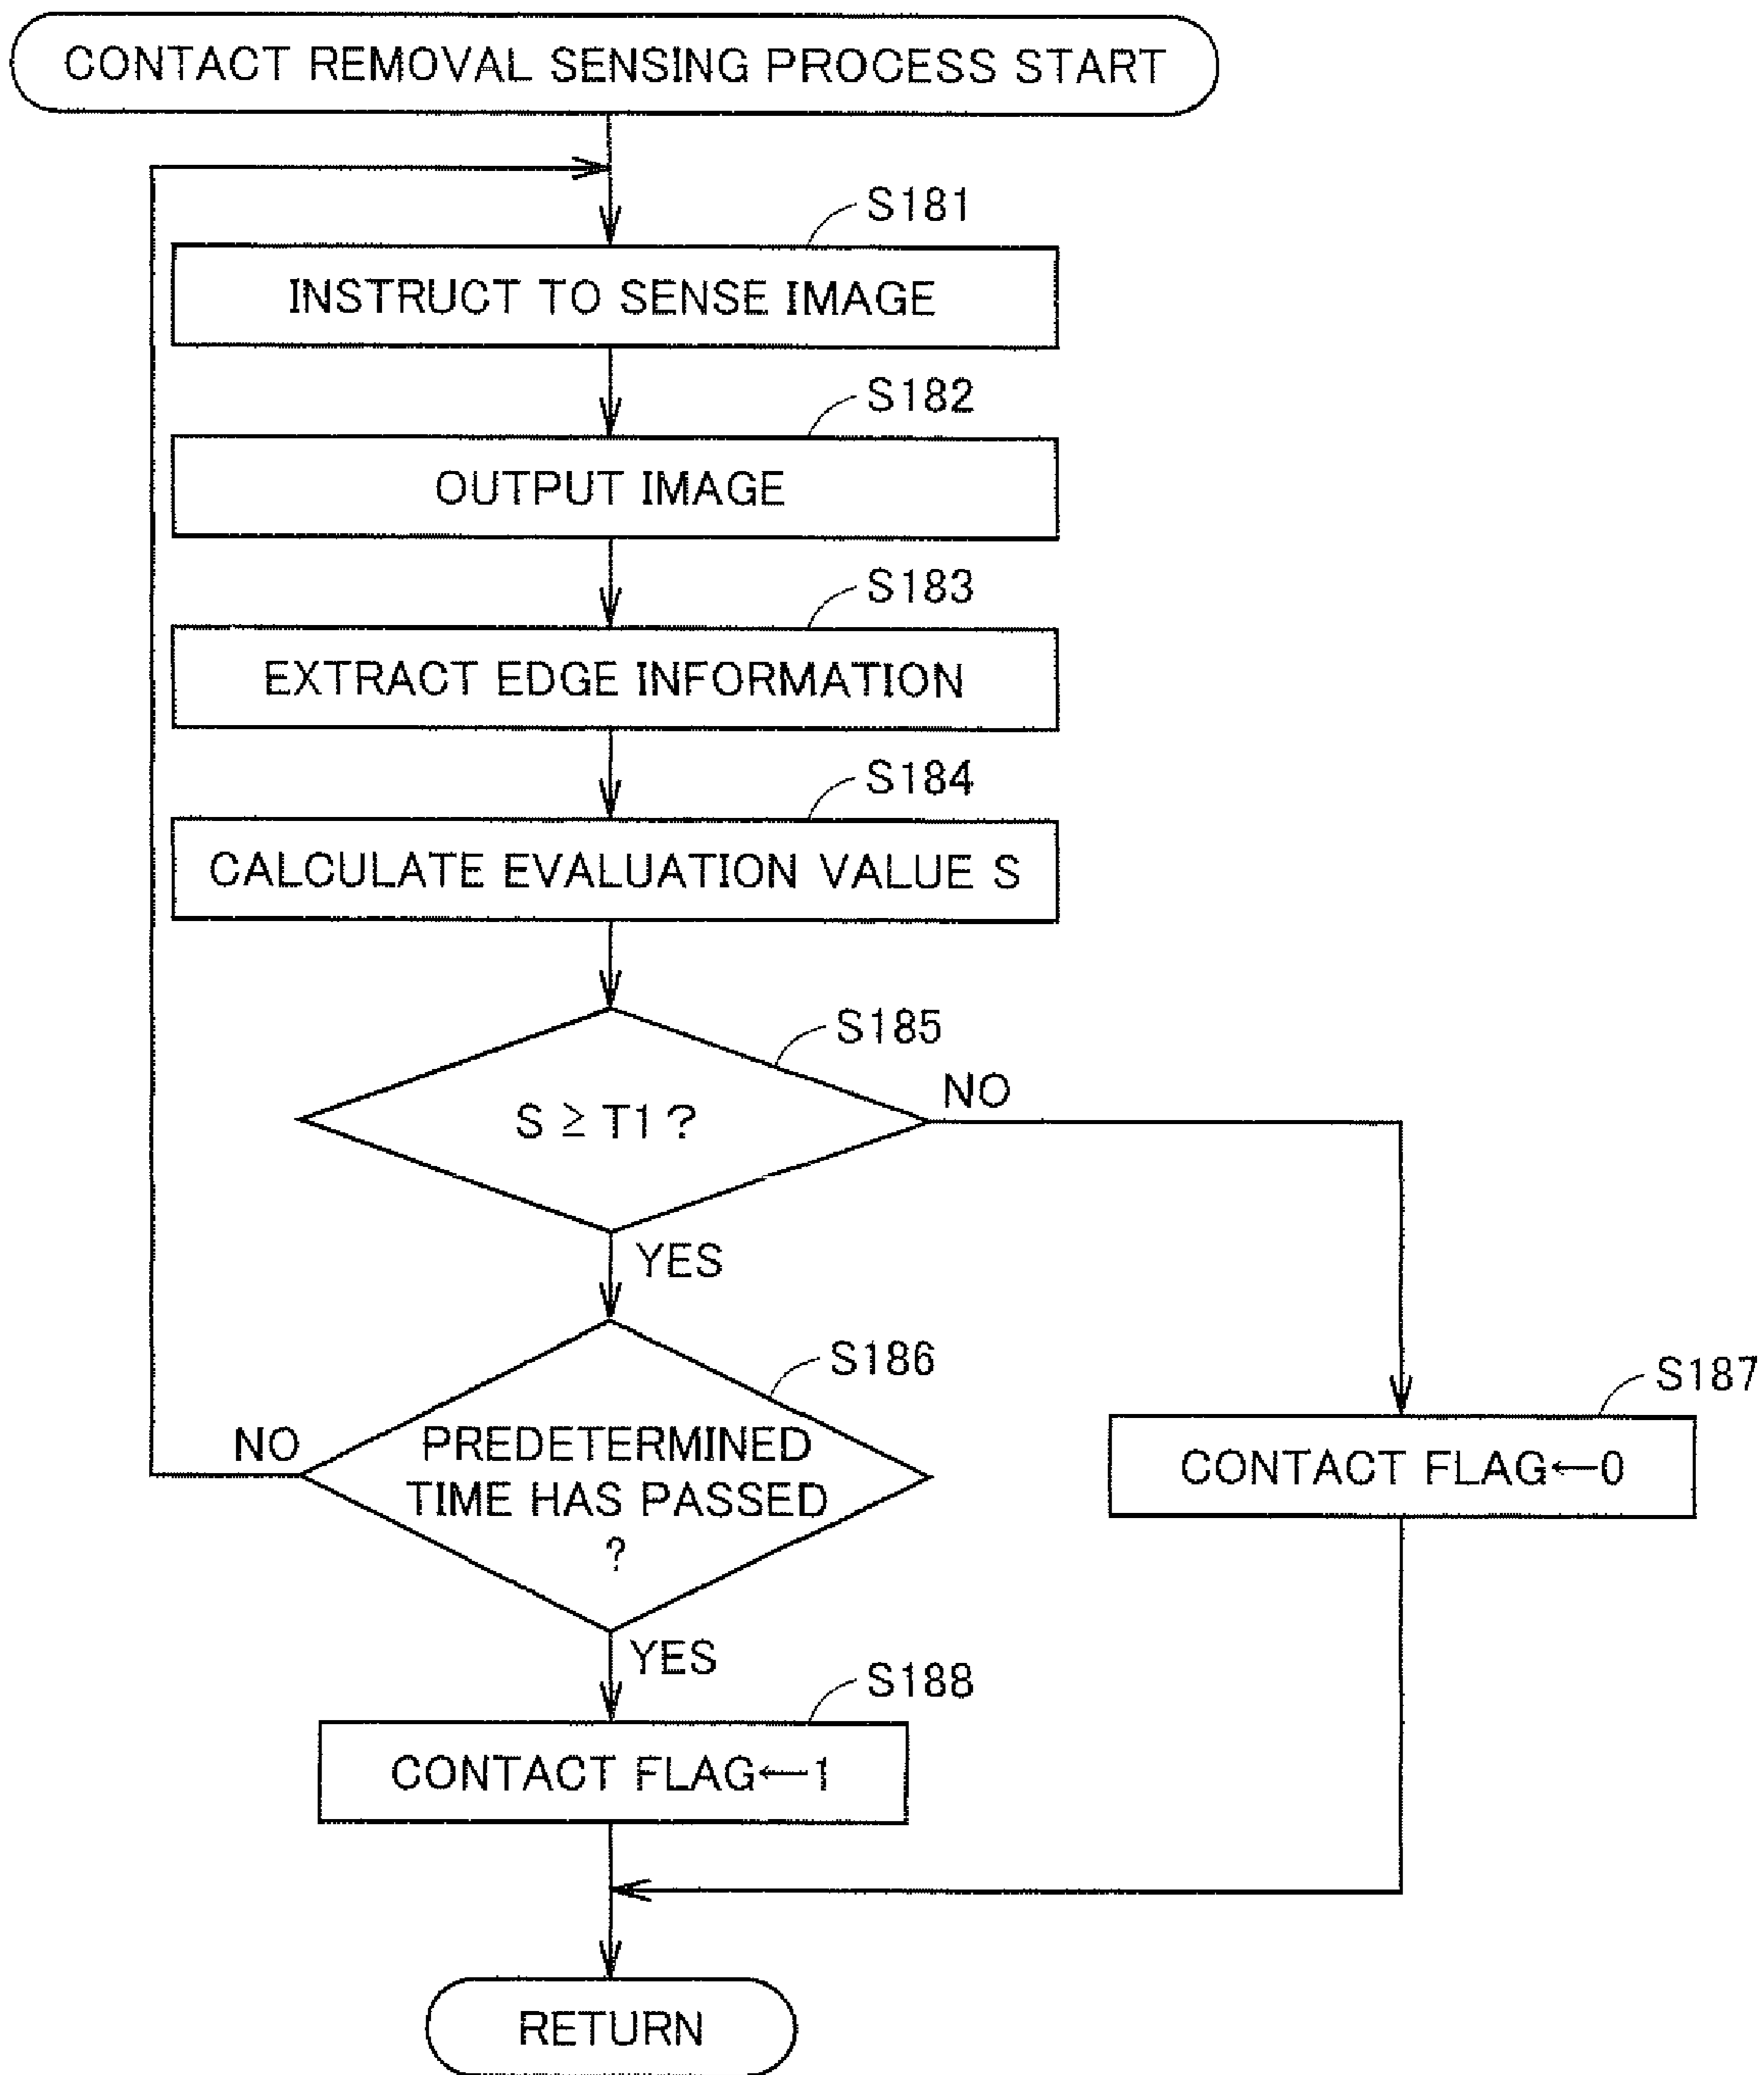 CONTACT REMOVAL SENSING PROCESS START
S181
INSTRUCT TO SENSE IMAGE
S182
OUTPUT IMAGE
S183
EXTRACT EDGE INFORMATION
S184
CALCULATE EVALUATION VALUE S
S185
S ≧ T1 ?
NO
YES
S186
PREDETERMINED
TIME HAS PASSED
?
NO
YES
S187
CONTACT FLAG←0
S188
CONTACT FLAG←1
RETURN